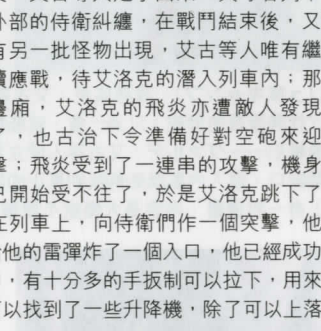 外部的侍衛糾纏，在戰鬥結束後，又
有另一批怪物出現，艾古等人唯有繼
續應戰，待艾洛克的潛入列車內；那
邊廂，艾洛克的飛炎亦遭敵人發現
了，也古治下令準備好對空砲來迎
擊；飛炎受到了一連串的攻擊，機身
已開始受不住了，於是艾洛克跳下了
在列車上，向侍衛們作一個突擊，他
他的雷彈炸了一個入口，他已經成功
，有十分多的手扳制可以拉下，用來
以找到了一些升降機，除了可以上落